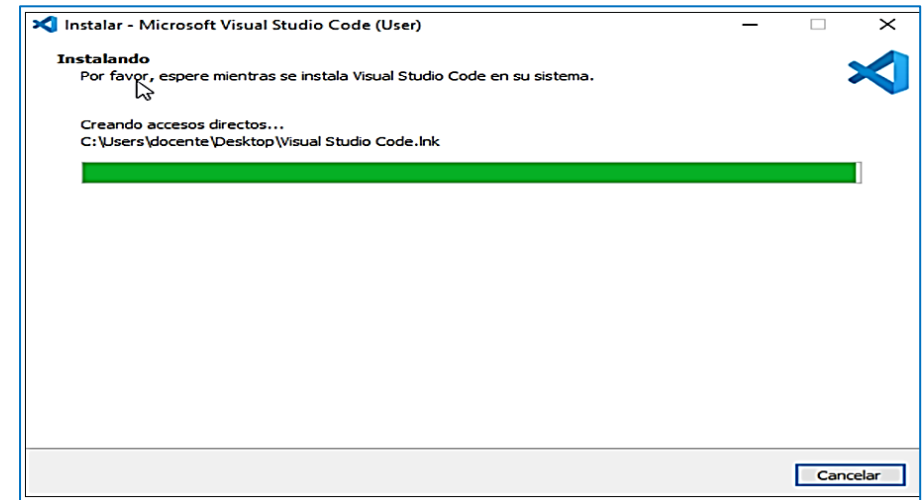 Instalar - Microsoft Visual Studio Code (User)
Instalando
Por favor, espere mientras se instala Visual Studio Code en su sistema.
Creando accesos directos...
C:\Users\docente\Desktop\Visual Studio Code.lnk
Cancelar